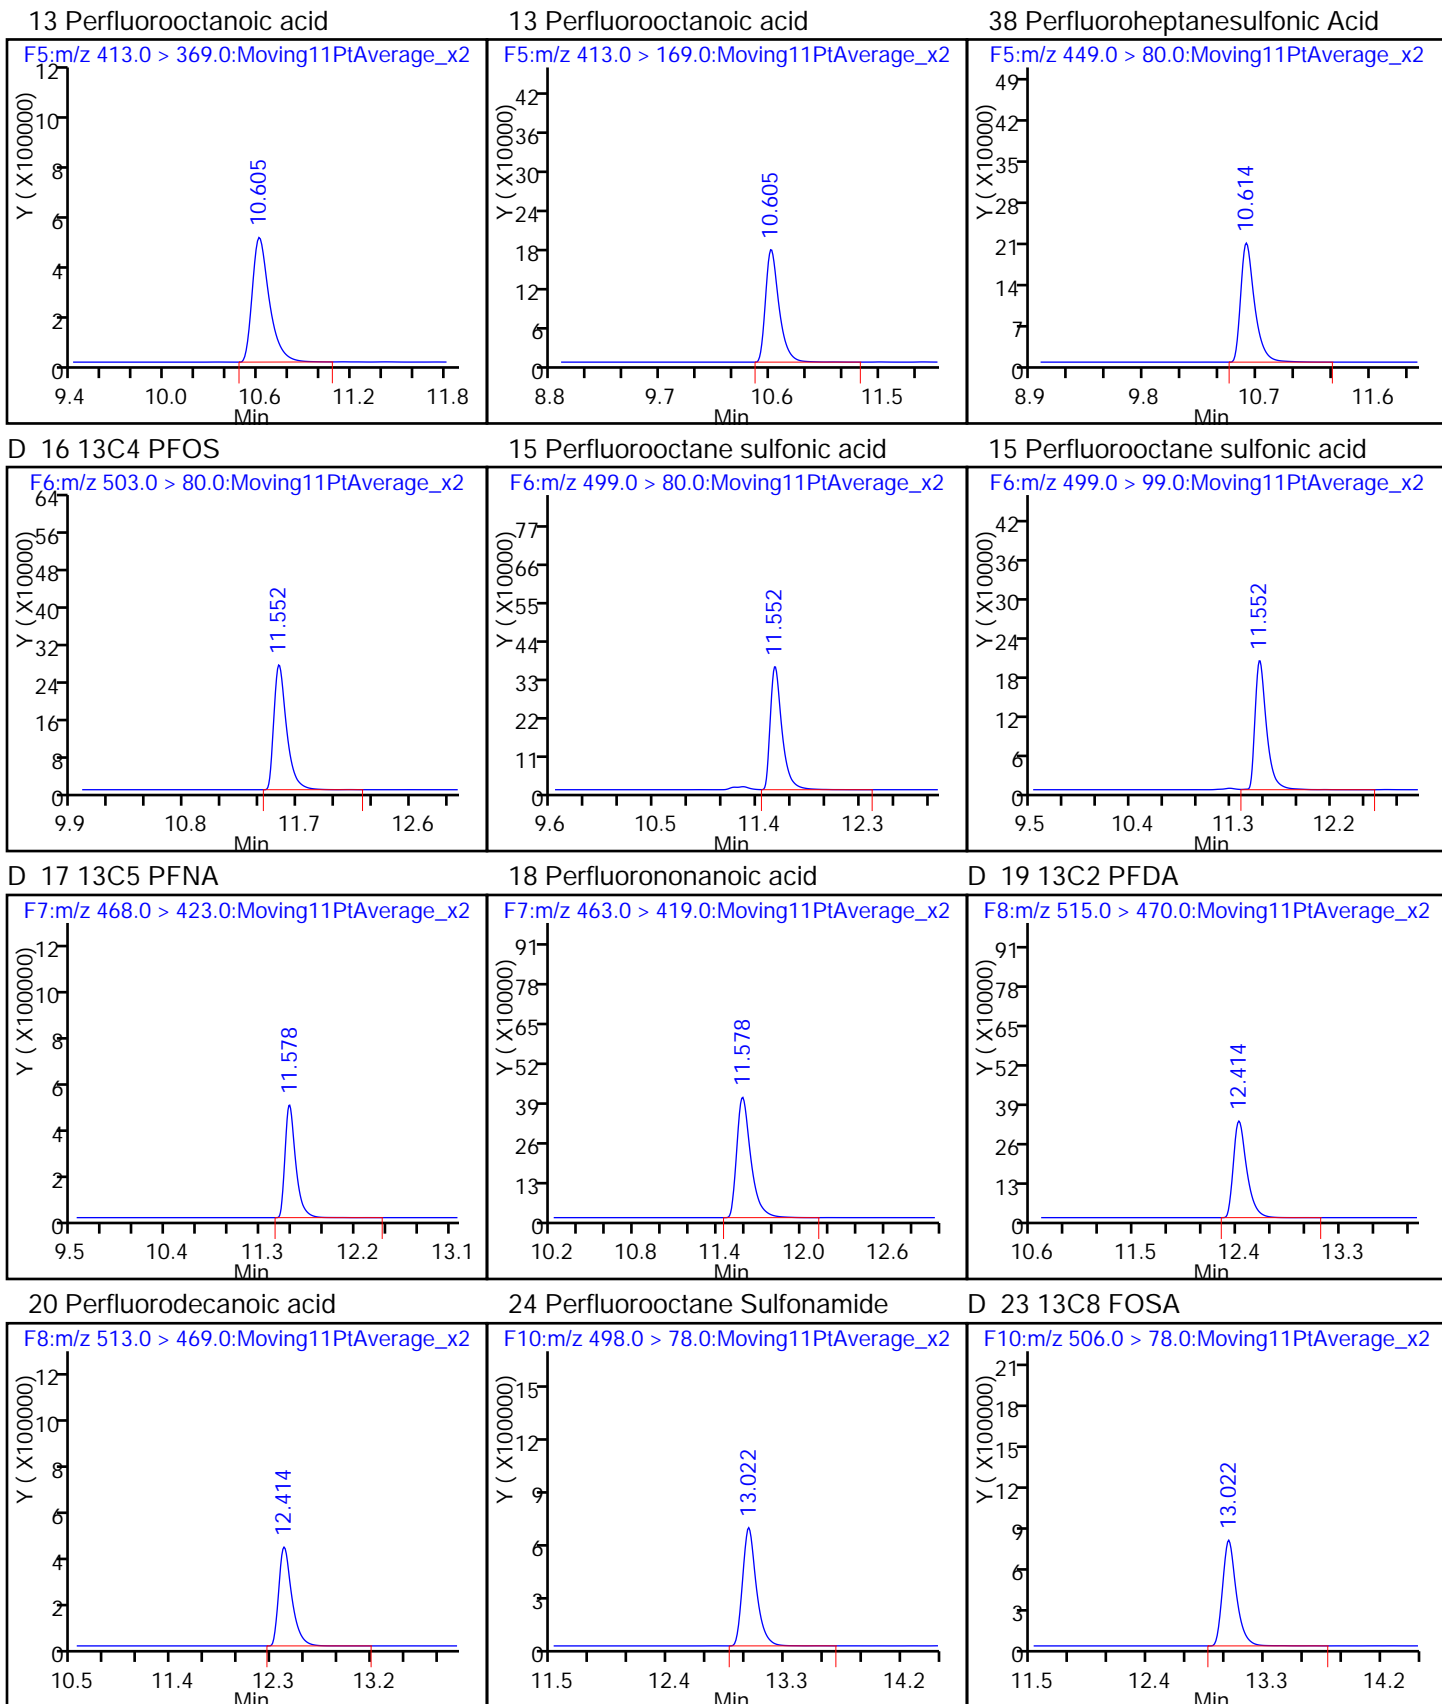 13 Perfluorooctanoic acid
F5:m/z 413.0 > 369.0:Moving11PtAverage_x2
Y ( X100000)
12
10
8
6
4
2
0
10.605
9.4 10.0 10.6 11.2 11.8
Min
13 Perfluorooctanoic acid
F5:m/z 413.0 > 169.0:Moving11PtAverage_x2
Y ( X10000)
42
36
30
24
18
12
6
0
10.605
8.8 9.7 10.6 11.5
Min
38 Perfluoroheptanesulfonic Acid
F5:m/z 449.0 > 80.0:Moving11PtAverage_x2
Y ( X10000)
49
42
35
28
21
14
7
0
10.614
8.9 9.8 10.7 11.6
Min
D 16 13C4 PFOS
F6:m/z 503.0 > 80.0:Moving11PtAverage_x2
Y ( X10000)
64
56
48
40
32
24
16
8
0
11.552
9.9 10.8 11.7 12.6
Min
15 Perfluorooctane sulfonic acid
F6:m/z 499.0 > 80.0:Moving11PtAverage_x2
Y ( X10000)
77
66
55
44
33
22
11
0
11.552
9.6 10.5 11.4 12.3
Min
15 Perfluorooctane sulfonic acid
F6:m/z 499.0 > 99.0:Moving11PtAverage_x2
Y ( X10000)
42
36
30
24
18
12
6
0
11.552
9.5 10.4 11.3 12.2
Min
D 17 13C5 PFNA
F7:m/z 468.0 > 423.0:Moving11PtAverage_x2
Y ( X100000)
12
10
8
6
4
2
0
11.578
9.5 10.4 11.3 12.2 13.1
Min
18 Perfluorononanoic acid
F7:m/z 463.0 > 419.0:Moving11PtAverage_x2
Y ( X10000)
91
78
65
52
39
26
13
0
11.578
10.2 10.8 11.4 12.0 12.6
Min
D 19 13C2 PFDA
F8:m/z 515.0 > 470.0:Moving11PtAverage_x2
Y ( X10000)
91
78
65
52
39
26
13
0
12.414
10.6 11.5 12.4 13.3
Min
20 Perfluorodecanoic acid
F8:m/z 513.0 > 469.0:Moving11PtAverage_x2
Y ( X100000)
12
10
8
6
4
2
0
12.414
10.5 11.4 12.3 13.2
Min
24 Perfluorooctane Sulfonamide
F10:m/z 498.0 > 78.0:Moving11PtAverage_x2
Y ( X100000)
15
12
9
6
3
0
13.022
11.5 12.4 13.3 14.2
Min
D 23 13C8 FOSA
F10:m/z 506.0 > 78.0:Moving11PtAverage_x2
Y ( X100000)
21
18
15
12
9
6
3
0
13.022
11.5 12.4 13.3 14.2
Min